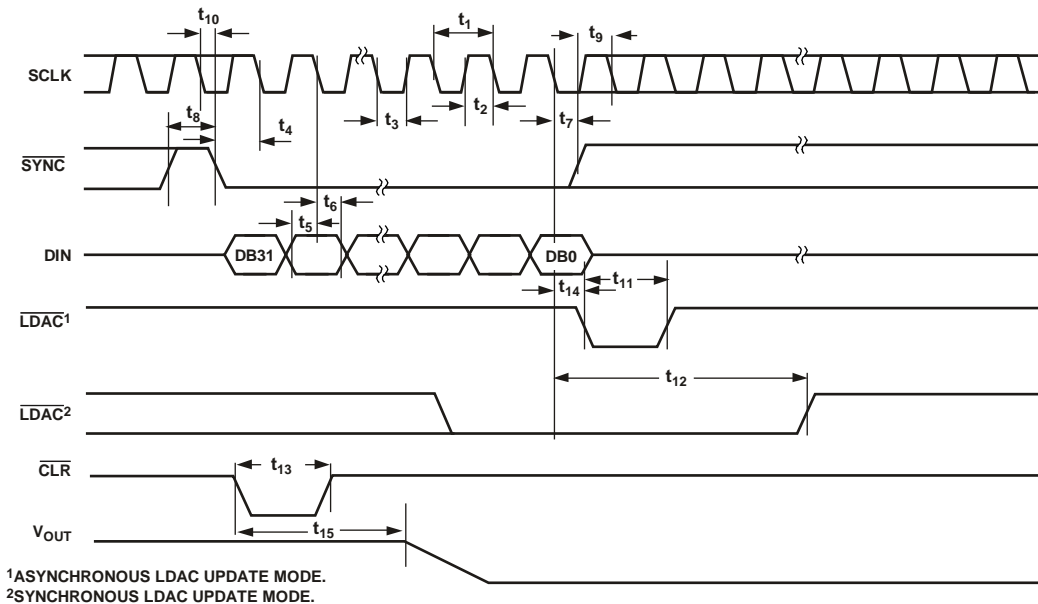 t10
t1
t9
SCLK
t8
t4
t3
t2
t7
SYNC
t6
t5
DIN
DB31
DB0
t14
t11
LDAC1
t12
LDAC2
CLR
t13
t15
VOUT
1ASYNCHRONOUS LDAC UPDATE MODE.
2SYNCHRONOUS LDAC UPDATE MODE.